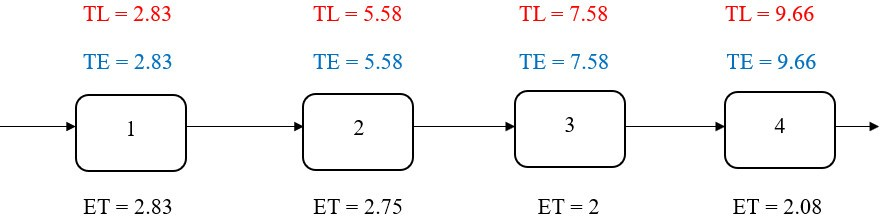 TL = 2.83 TL = 5.58 TL = 7.58 TL = 9.66
TE = 2.83 TE = 5.58 TE = 7.58 TE = 9.66
1 2 3 4
ET = 2.83 ET = 2.75 ET = 2 ET = 2.08